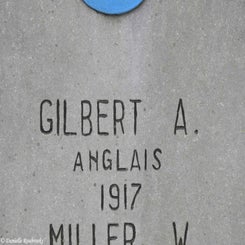 GILBERT A.
ANGLAIS
1917
MILLER W